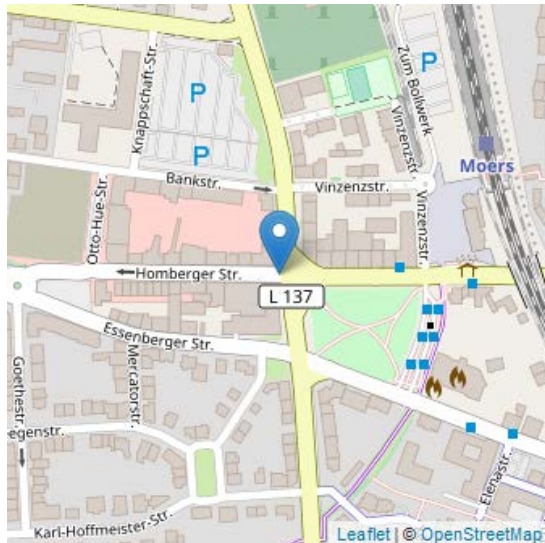 Knappschaft-Str.
P
P
Zum Bollwerk
P
Vinzenzstr.
Moers
Bankstr.
Vinzenzstr.
Vinzenzstr.
Otto-Hue-Str.
Homberger Str.
L 137
Essenberger Str.
Goethestr.
Mercatorstr.
egenstr.
Elenastr.
Karl-Hoffmeister-Str.
Leaflet | © OpenStreetMap